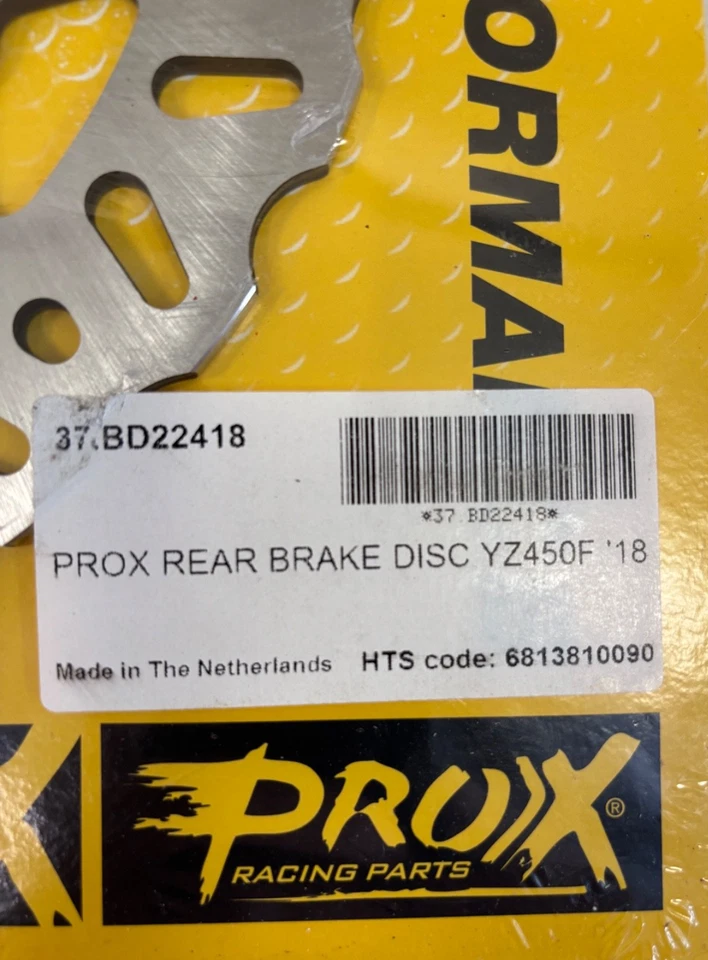 ORMA
37.BD22418
*37.BD22418*
PROX REAR BRAKE DISC YZ450F '18
Made in The Netherlands HTS code: 6813810090
PROX®
RACING PARTS